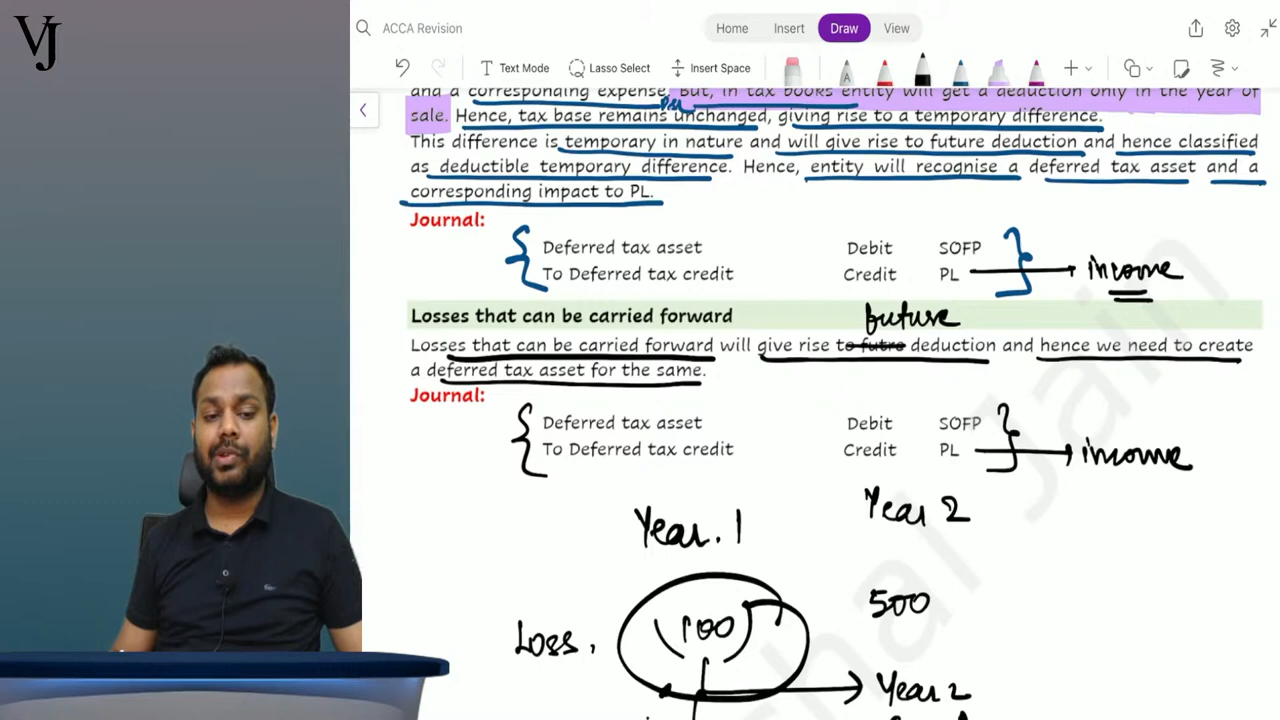 VJ
ACCA Revision
Home Insert Draw View
Text Mode Lasso Select Insert Space
and a corresponding expense. But, in tax books entity will get a deduction only in the year of
sale. Hence, tax base remains unchanged, giving rise to a temporary difference.
This difference is temporary in nature and will give rise to future deduction and hence classified
as deductible temporary difference. Hence, entity will recognise a deferred tax asset and a
corresponding impact to PL.
Journal:
Deferred tax asset Debit SOFP
To Deferred tax credit Credit PL income
Losses that can be carried forward future
Losses that can be carried forward will give rise to futre deduction and hence we need to create
a deferred tax asset for the same.
Journal:
Deferred tax asset Debit SOFP
To Deferred tax credit Credit PL income
Year. 1 Year 2
Loss. (100) 500
Year 2
Jain